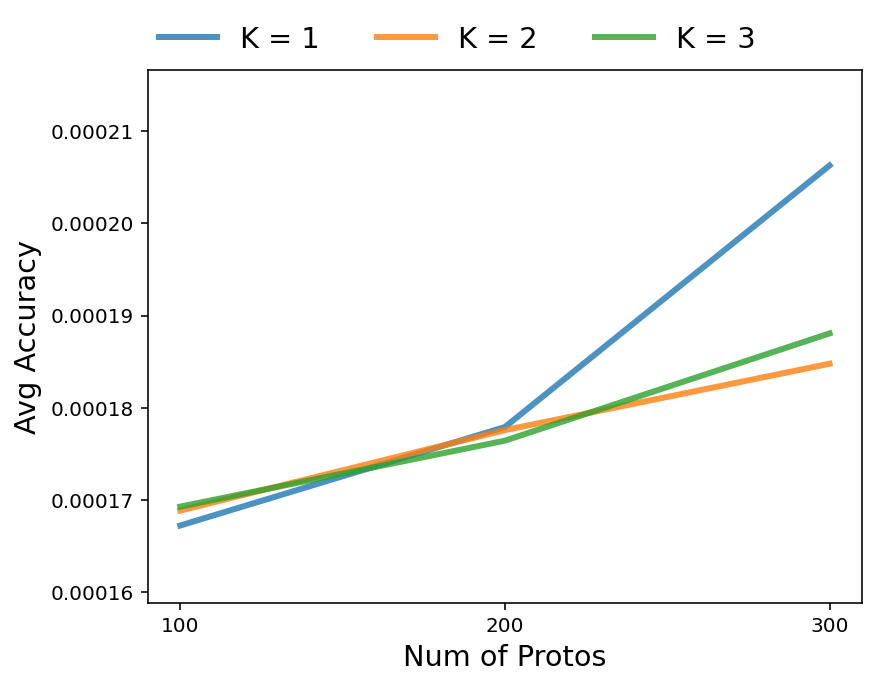 K = 1 K = 2 K = 3
0.00021
0.00020
0.00019
0.00018
0.00017
0.00016
Avg Accuracy
100 200 300
Num of Protos